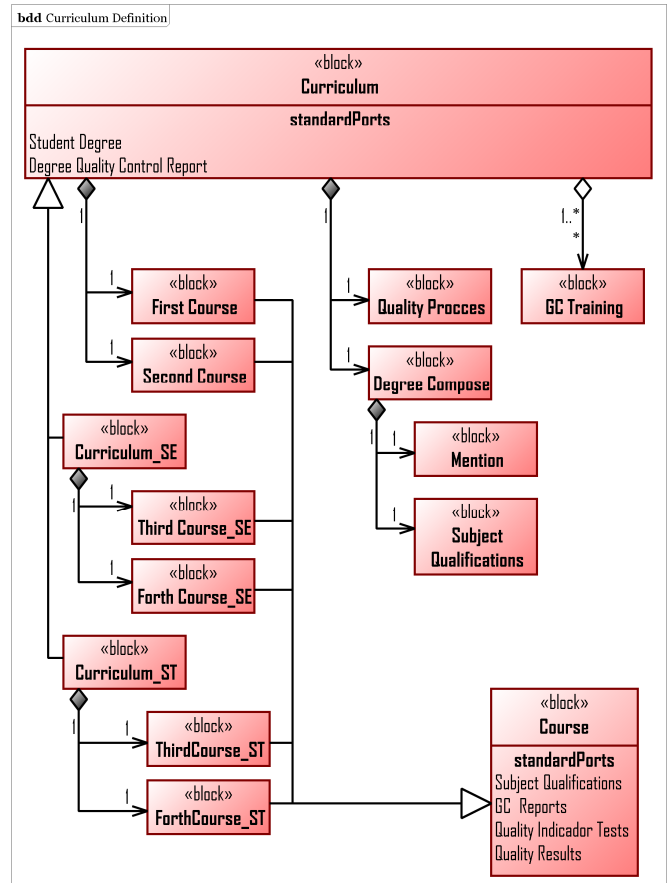 bdd Curriculum Definition
«block»
Curriculum
standardPorts
Student Degree
Degree Quality Control Report
1
1
1..*
*
1
«block»
First Course
1
«block»
Quality Procces
«block»
GC Training
1
«block»
Second Course
1
«block»
Degree Compose
«block»
Curriculum_SE
1
1
«block»
Mention
1
1
«block»
Third Course_SE
1
«block»
Subject
Qualifications
1
«block»
Forth Course_SE
«block»
Curriculum_ST
1
1
«block»
ThirdCourse_ST
1
«block»
ForthCourse_ST
«block»
Course
standardPorts
Subject Qualifications
GC Reports
Quality Indicador Tests
Quality Results